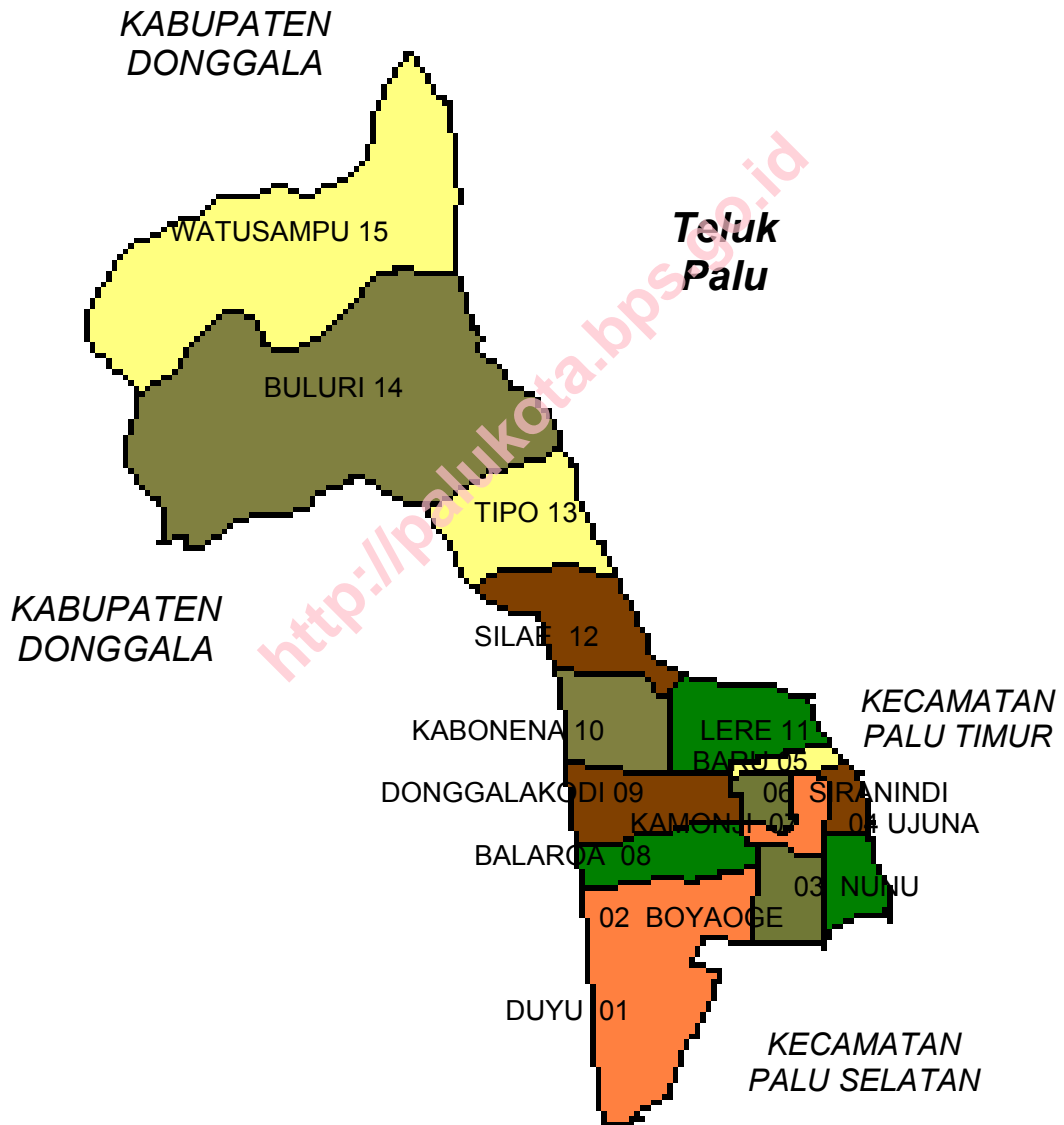 KABUPATEN
DONGGALA
WATUSAMPU 15
Teluk
Palu
BULURI 14
TIPO 13
http://palukota.bps.go.id
KABUPATEN
DONGGALA
SILAE 12
KECAMATAN
PALU TIMUR
KABONENA 10
LERE 11
BARU 05
DONGGALAKODI 09
06 SIRANINDI
KAMONJI 07
04 UJUNA
BALAROA 08
03 NUNU
02 BOYAOGE
DUYU 01
KECAMATAN
PALU SELATAN